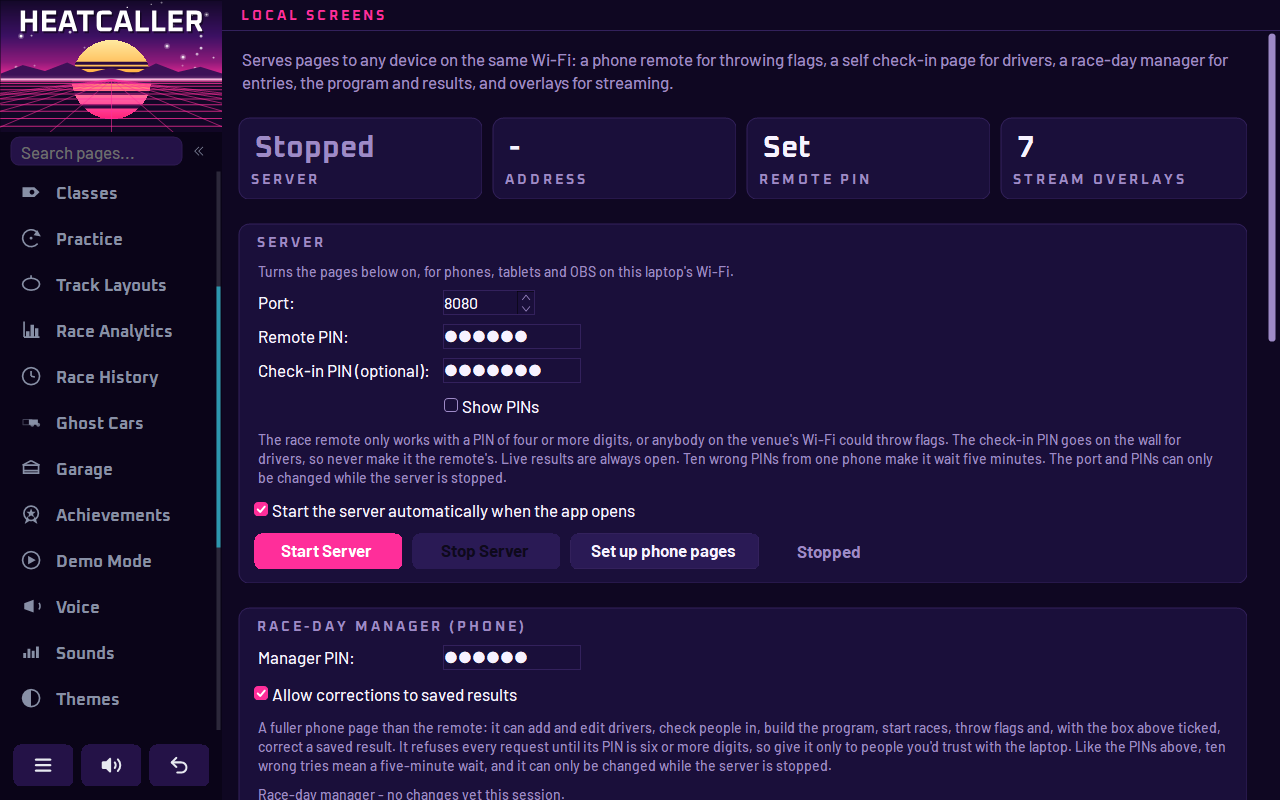 HEATCALLER
Search pages...
Classes
Practice
Track Layouts
Race Analytics
Race History
Ghost Cars
Garage
Achievements
Demo Mode
Voice
Sounds
Themes
LOCAL SCREENS
Serves pages to any device on the same Wi-Fi: a phone remote for throwing flags, a self check-in page for drivers, a race-day manager for
entries, the program and results, and overlays for streaming.
Stopped
SERVER
-
ADDRESS
Set
REMOTE PIN
7
STREAM OVERLAYS
SERVER
Turns the pages below on, for phones, tablets and OBS on this laptop's Wi-Fi.
Port:
8080
Remote PIN:
●●●●●●
Check-in PIN (optional):
●●●●●●●
Show PINs
The race remote only works with a PIN of four or more digits, or anybody on the venue's Wi-Fi could throw flags. The check-in PIN goes on the wall for
drivers, so never make it the remote's. Live results are always open. Ten wrong PINs from one phone make it wait five minutes. The port and PINs can only
be changed while the server is stopped.
Start the server automatically when the app opens
Start Server
Stop Server
Set up phone pages
Stopped
RACE-DAY MANAGER (PHONE)
Manager PIN:
●●●●●●
Allow corrections to saved results
A fuller phone page than the remote: it can add and edit drivers, check people in, build the program, start races, throw flags and, with the box above ticked,
correct a saved result. It refuses every request until its PIN is six or more digits, so give it only to people you'd trust with the laptop. Like the PINs above, ten
wrong tries mean a five-minute wait, and it can only be changed while the server is stopped.
Race-day manager - no changes yet this session.